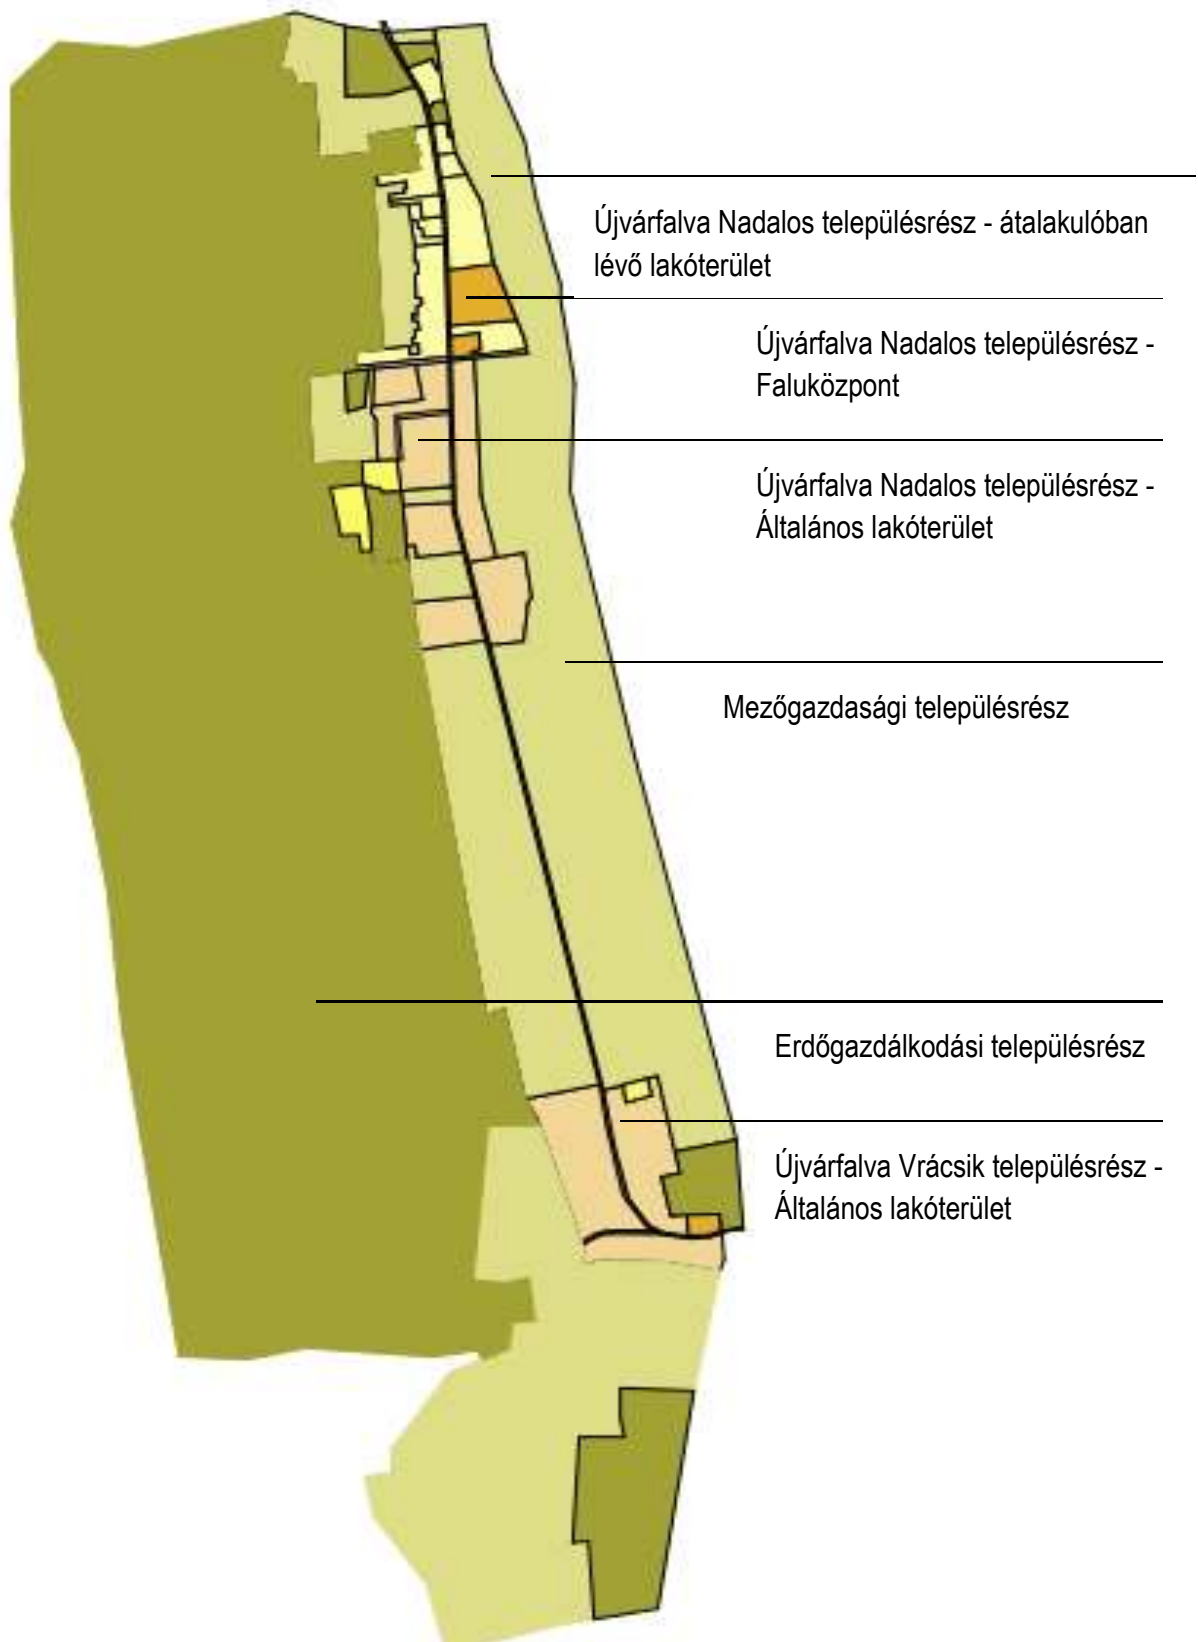 Újvárfalva Nadalos településrész - átalakulóban
lévő lakóterület
Újvárfalva Nadalos településrész -
Faluközpont
Újvárfalva Nadalos településrész -
Általános lakóterület
Mezőgazdasági településrész
Erdőgazdálkodási településrész
Újvárfalva Vrácsik településrész -
Általános lakóterület